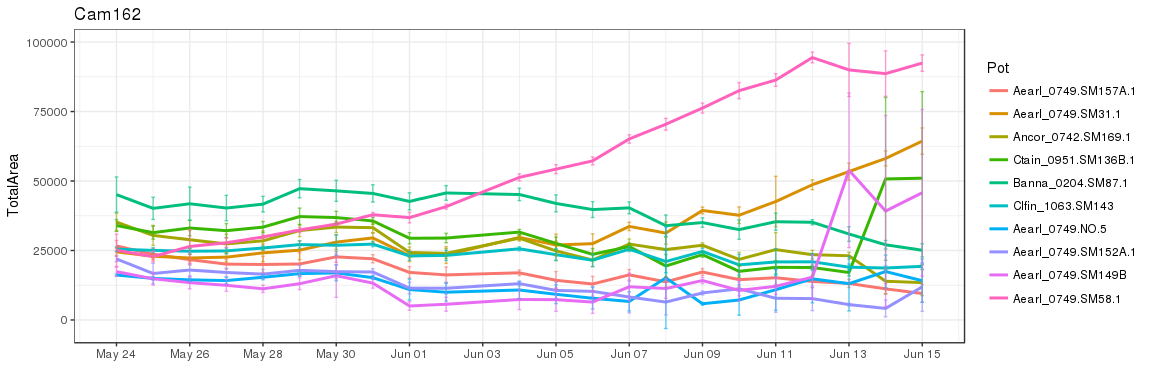 Cam162
TotalArea
100000
75000
50000
25000
0
May 24
May 26
May 28
May 30
Jun 01
Jun 03
Jun 05
Jun 07
Jun 09
Jun 11
Jun 13
Jun 15
Pot
Aearl_0749.SM157A.1
Aearl_0749.SM31.1
Ancor_0742.SM169.1
Ctain_0951.SM136B.1
Banna_0204.SM87.1
Clfin_1063.SM143
Aearl_0749.NO.5
Aearl_0749.SM152A.1
Aearl_0749.SM149B
Aearl_0749.SM58.1